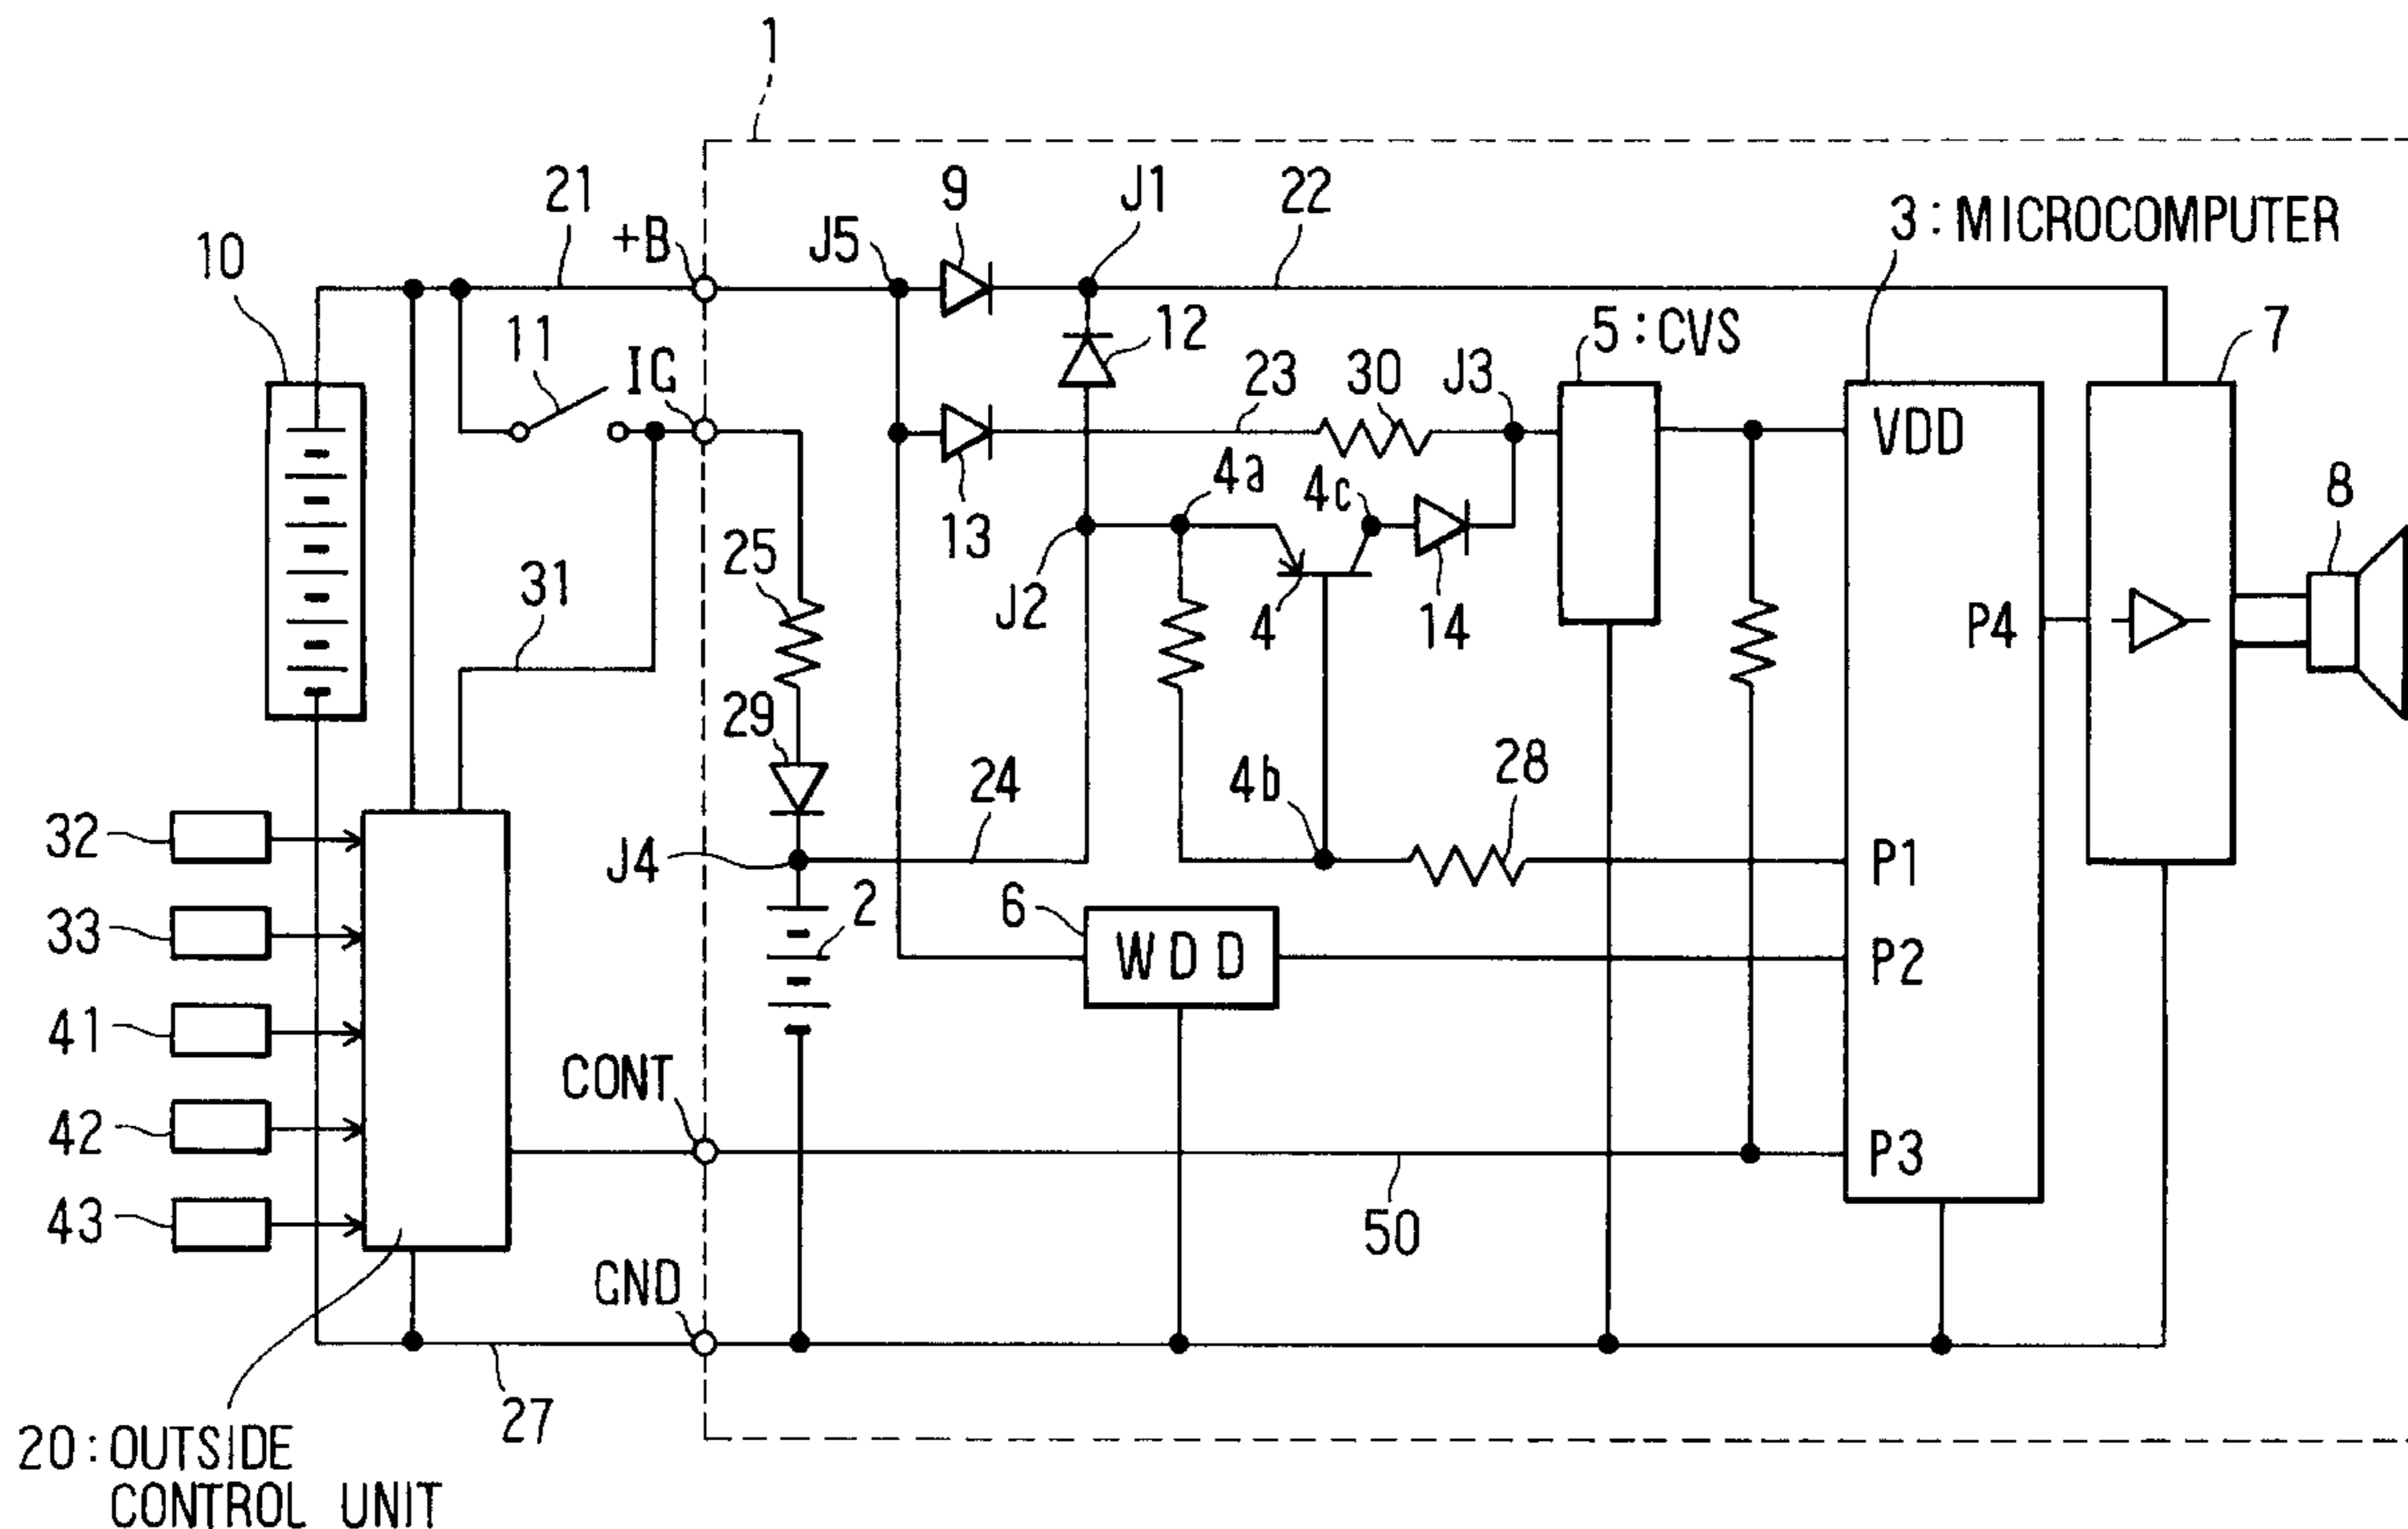 1
21
+B
J5
9
J1
22
3 : MICROCOMPUTER
10
11
IG
12
23
30
J3
5 : CVS
7
VDD
13
4a
4c
8
25
J2
4
14
P4
31
29
24
4b
28
32
J4
2
6
WDD
P1
33
P2
41
CONT
42
P3
43
50
GND
27
20 : OUTSIDE
CONTROL UNIT